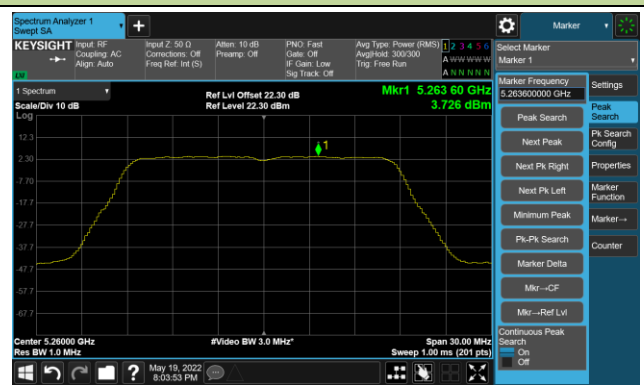 Spectrum Analyzer 1
Swept SA
Marker
KEYSIGHT
Input: RF
Coupling: AC
Align: Auto
Input Z: 50 Ω
Corrections: Off
Freq Ref: Int (S)
Atten: 10 dB
Preamp: Off
PNO: Fast
Gate: Off
IF Gain: Low
Sig Track: Off
Avg Type: Power (RMS)
Avg|Hold: 300/300
Trig: Free Run
1 2 3 4 5 6
A W W W W W
A N N N N N
LW
Select Marker
Marker 1
1 Spectrum
Scale/Div 10 dB
Log
Ref Lvl Offset 22.30 dB
Ref Level 22.30 dBm
Mkr1 5.263 60 GHz
3.726 dBm
1
12.3
2.30
-7.70
-17.7
-27.7
-37.7
-47.7
-57.7
-67.7
Center 5.26000 GHz
Res BW 1.0 MHz
#Video BW 3.0 MHz*
Span 30.00 MHz
Sweep 1.00 ms (201 pts)
Marker Frequency
5.263600000 GHz
Peak Search
Next Peak
Next Pk Right
Next Pk Left
Minimum Peak
Pk-Pk Search
Marker Delta
Mkr→CF
Mkr→Ref Lvl
Continuous Peak
Search
On
Off
Settings
Peak
Search
Pk Search
Config
Properties
Marker
Function
Marker→
Counter
?
May 19, 2022
8:03:53 PM